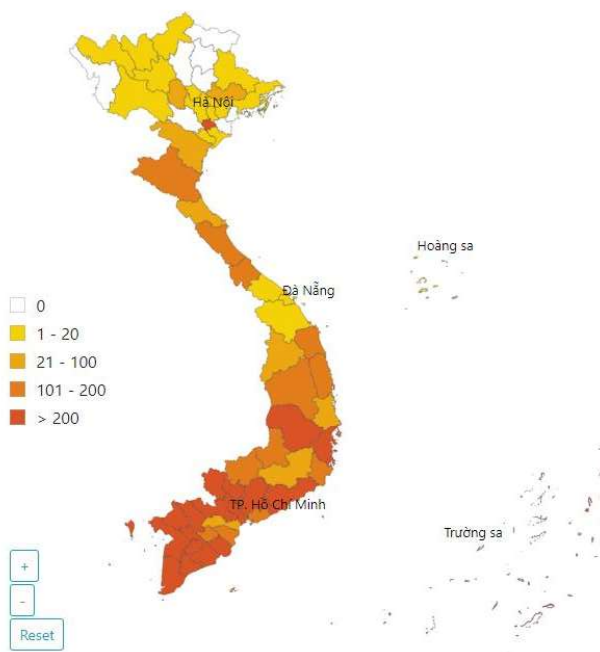 Hà Nội
Hoàng sa
Đà Nẵng
0
1 - 20
21 - 100
101 - 200
> 200
TP. Hồ Chí Minh
Trường sa
+
-
Reset